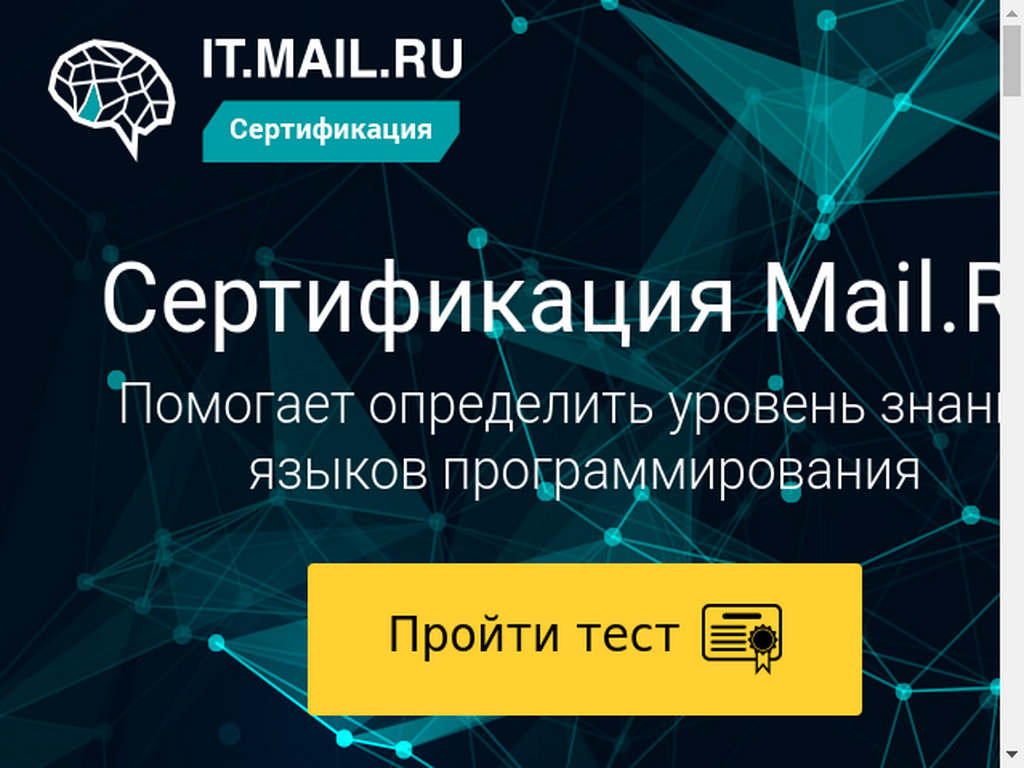 IT.MAIL.RU
Сертификация
Сертификация Mail.R
Помогает определить уровень знан
языков программирования
Пройти тест